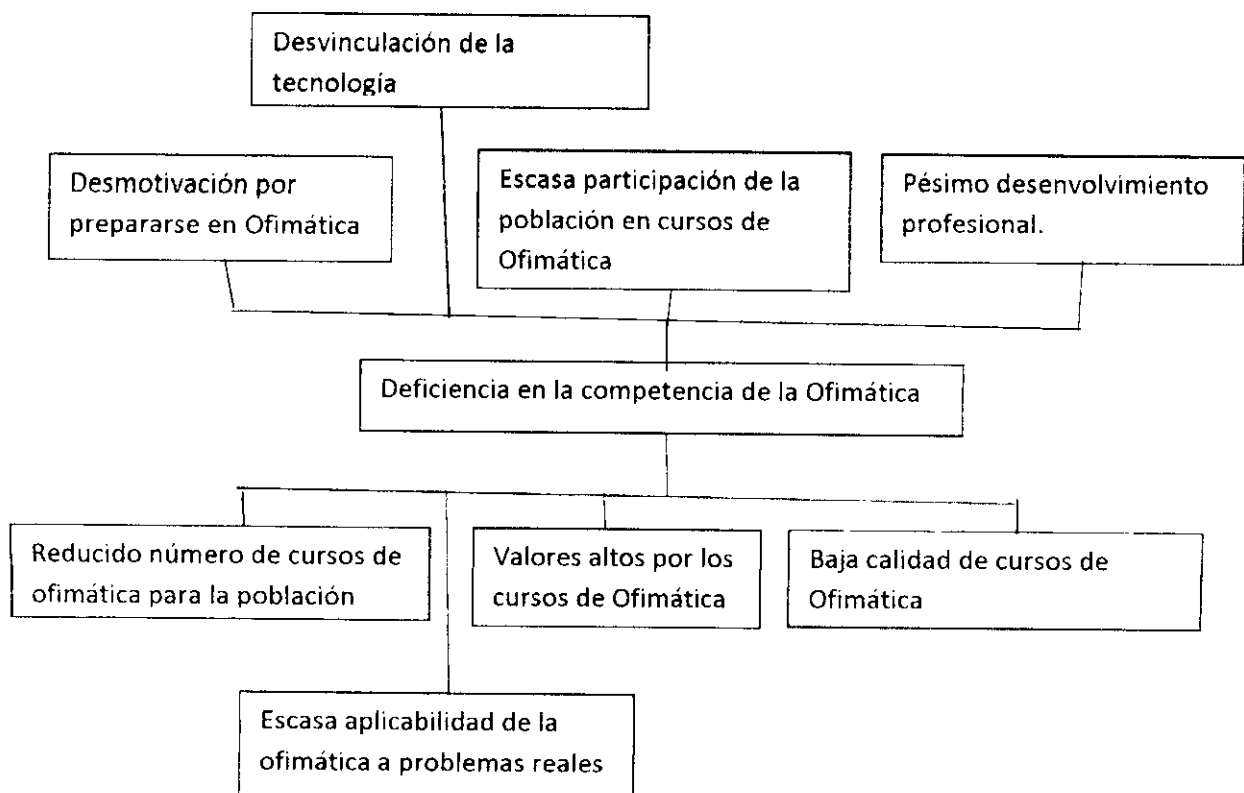 Desvinculación de la
tecnología
Desmotivación por
prepararse en Ofimática
Escasa participación de la
población en cursos de
Ofimática
Pésimo desenvolvimiento
profesional.
Deficiencia en la competencia de la Ofimática
Reducido número de cursos de
ofimática para la población
Valores altos por los
cursos de Ofimática
Baja calidad de cursos de
Ofimática
Escasa aplicabilidad de la
ofimática a problemas reales